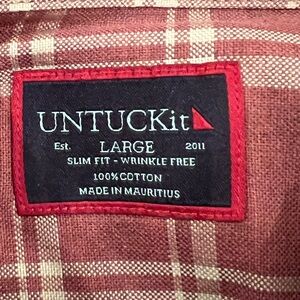 UNTUCKit
Est. LARGE 2011
SLIM FIT - WRINKLE FREE
100% COTTON
MADE IN MAURITIUS